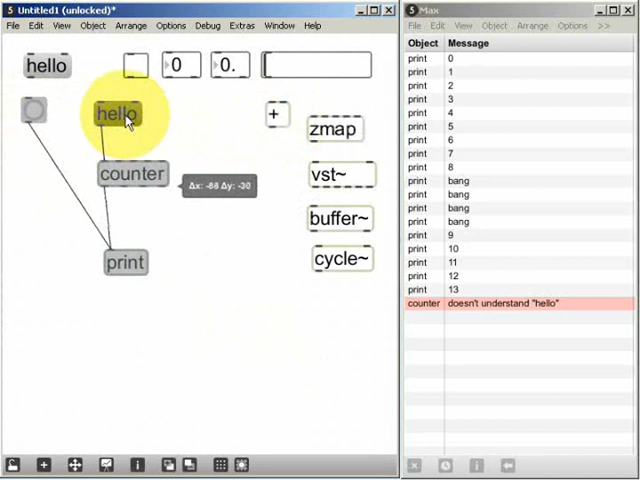 Untitled1 (unlocked)*
File Edit View Object Arrange Options Debug Extras Window Help
hello
0
0.
hello
+
zmap
counter
Δx: -68 Δy: -30
vst~
buffer~
print
cycle~
Max
File Edit View Object Arrange Options >>
Object Message
print 0
print 1
print 2
print 3
print 4
print 5
print 6
print 7
print 8
print bang
print bang
print bang
print bang
print 9
print 10
print 11
print 12
print 13
counter doesn't understand "hello"